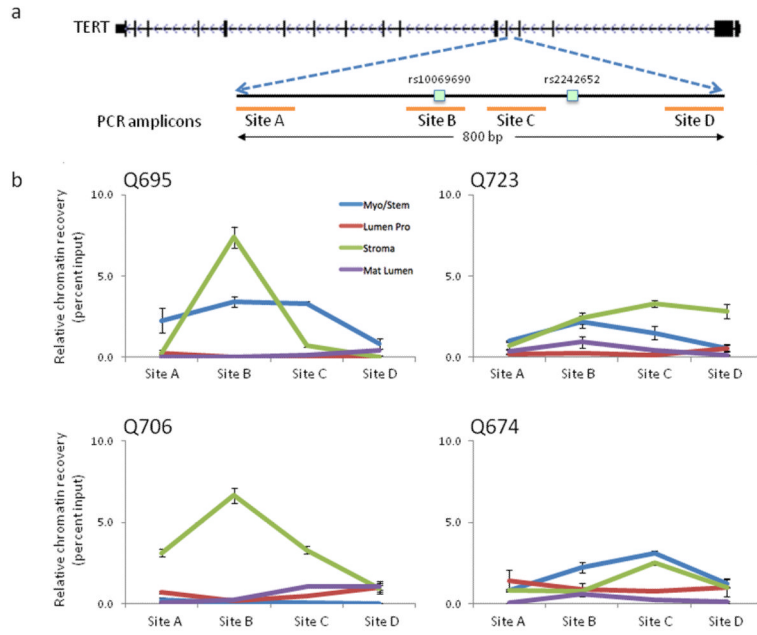 a
TERT
rs10069690 rs2242652
PCR amplicons Site A Site B Site C Site D
800 bp
b
Q695
Relative chromatin recovery
(percent input)
10.0
5.0
0.0
Myo/Stem
Lumen Pro
Stroma
Mat Lumen
Site A Site B Site C Site D
Q723
10.0
5.0
0.0
Site A Site B Site C Site D
Q706
Relative chromatin recovery
(percent input)
10.0
5.0
0.0
Site A Site B Site C Site D
Q674
10.0
5.0
0.0
Site A Site B Site C Site D